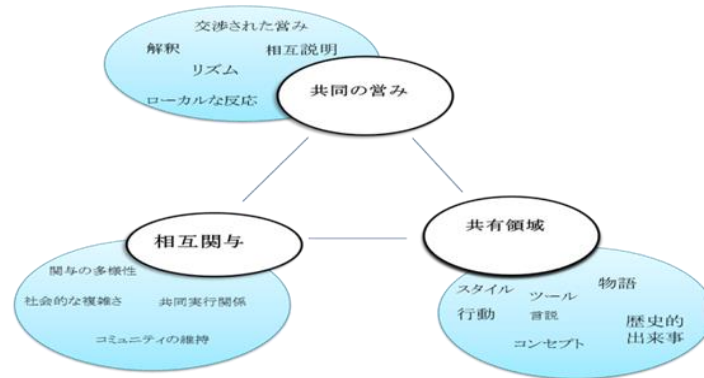 交渉された営み
解釈
相互説明
リズム
ローカルな反応
共同の営み
相互関与
関与の多様性
社会的な複雑さ
共同実行関係
コミュニティの維持
共有領域
スタイル
ツール
物語
行動
言説
歴史的
出来事
コンセプト